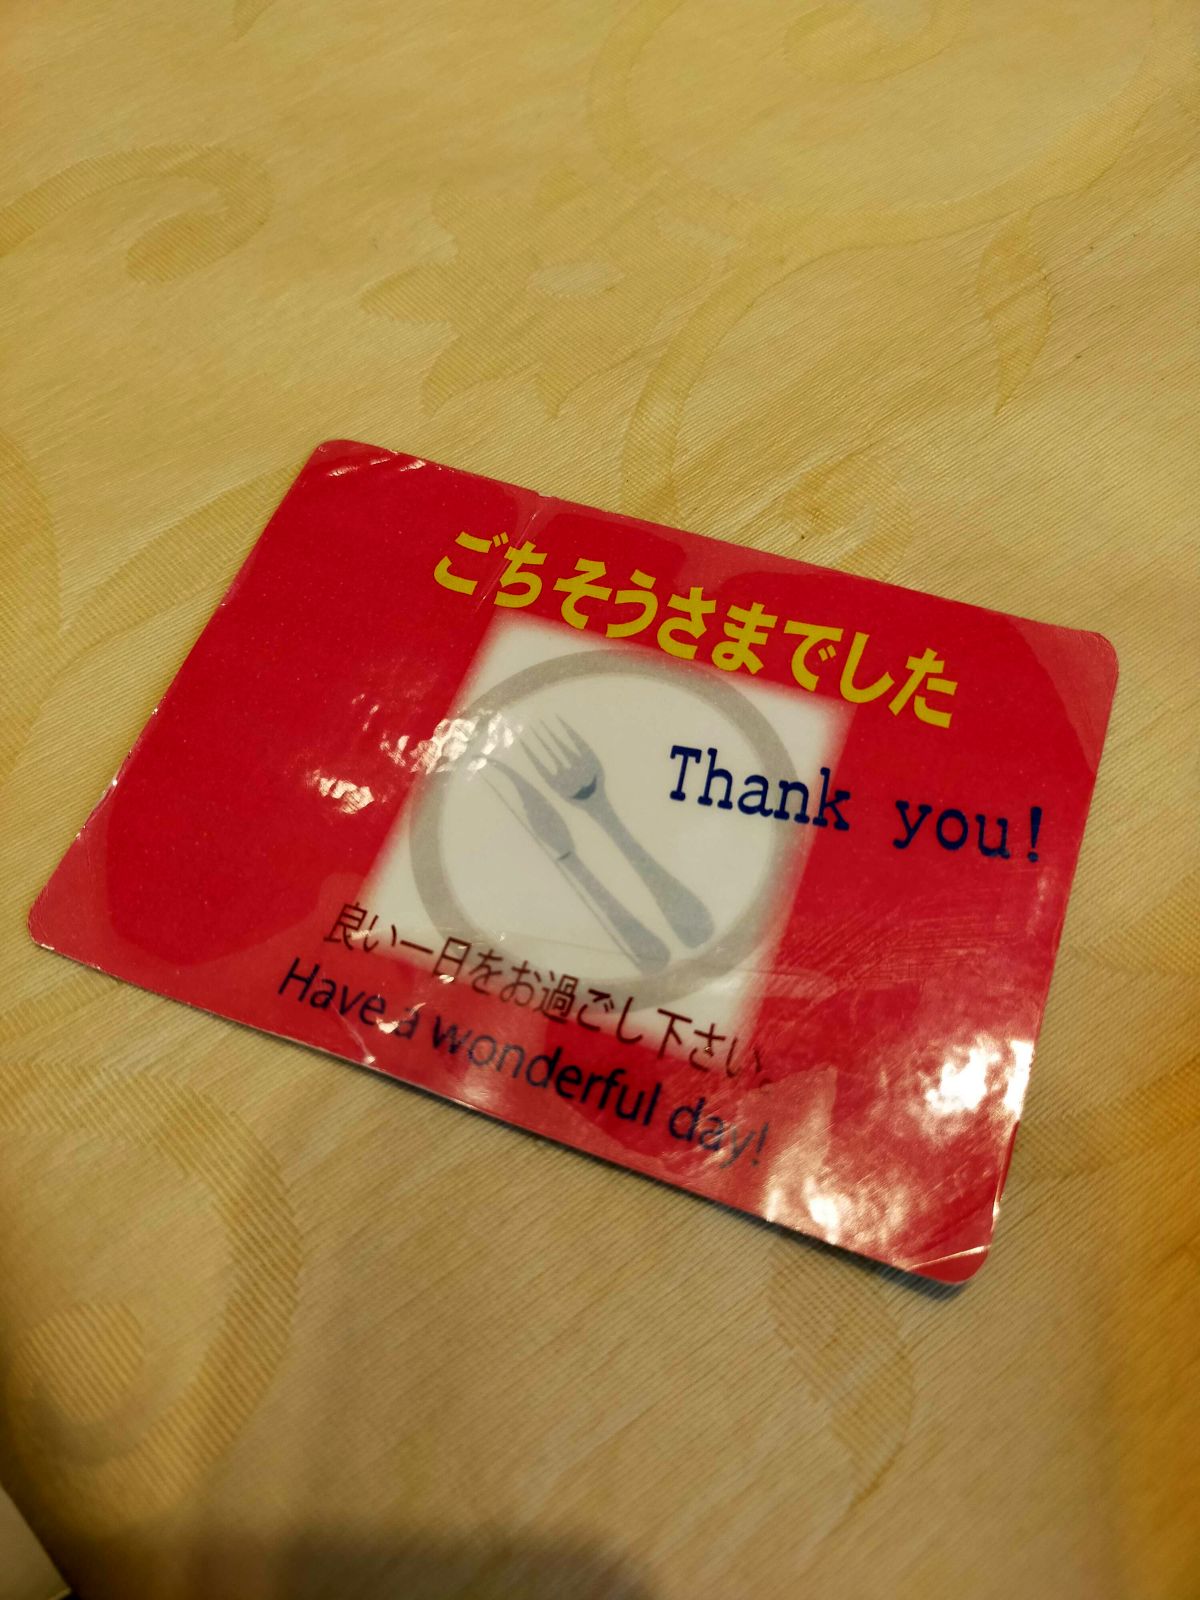 ごちそうさまでした
Thank you!
良い一日をお過ごし下さい。
Have a wonderful day!